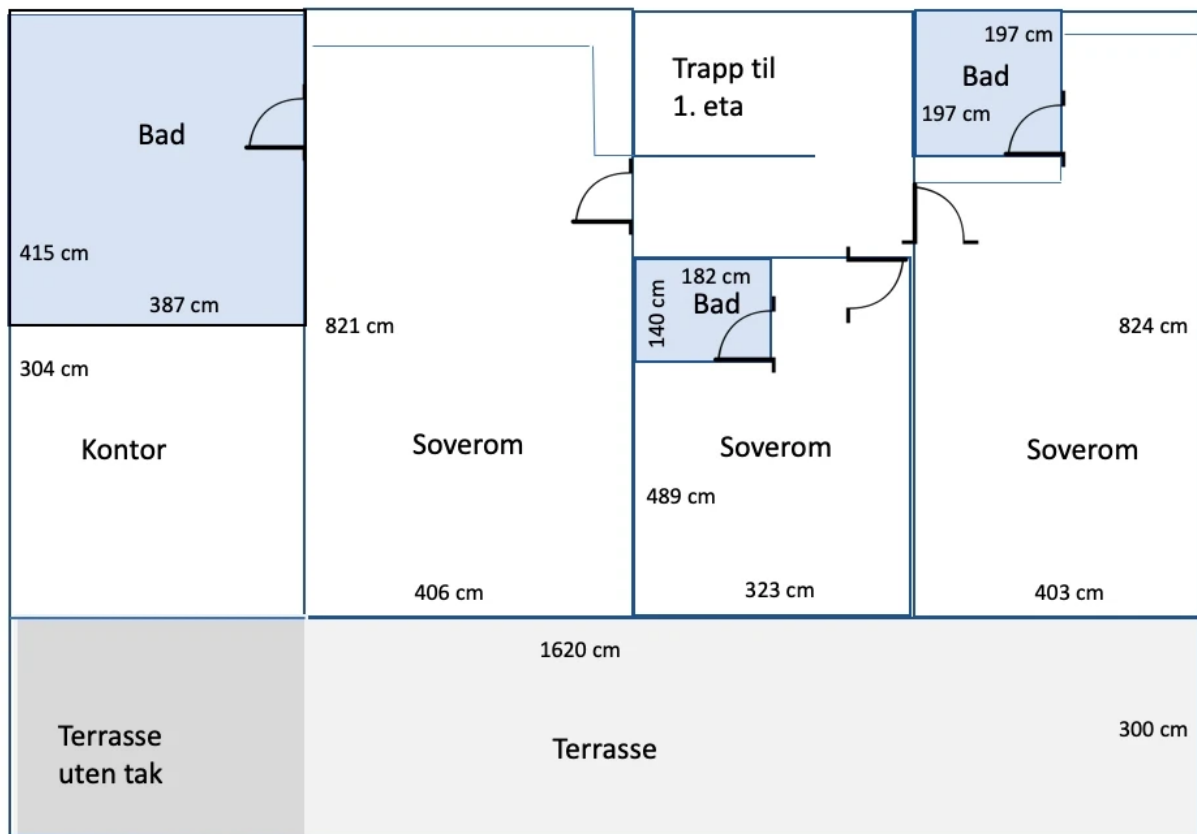 197 cm
Trapp til
1. eta
Bad
197 cm
Bad
415 cm
182 cm
140 cm
Bad
387 cm
821 cm
824 cm
304 cm
Kontor
Soverom
Soverom
Soverom
489 cm
406 cm
323 cm
403 cm
1620 cm
300 cm
Terrasse
uten tak
Terrasse